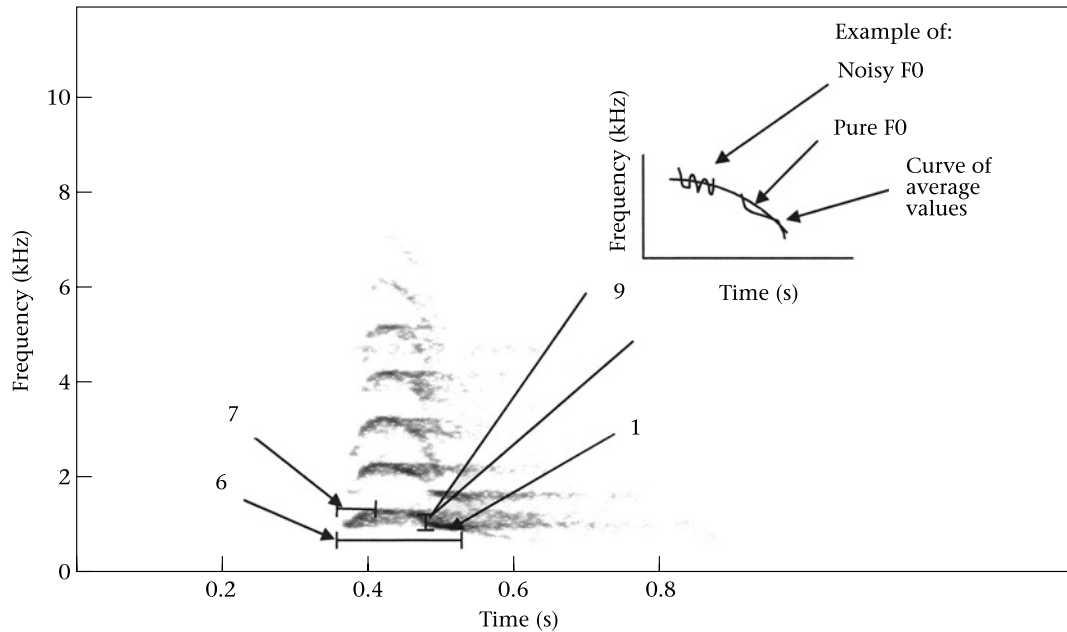 Example of:
Noisy F0
Pure F0
Curve of
average
values
Frequency (kHz)
Time (s)
10
8
6
4
2
0
Frequency (kHz)
9
7
1
6
0.2
0.4
0.6
0.8
Time (s)